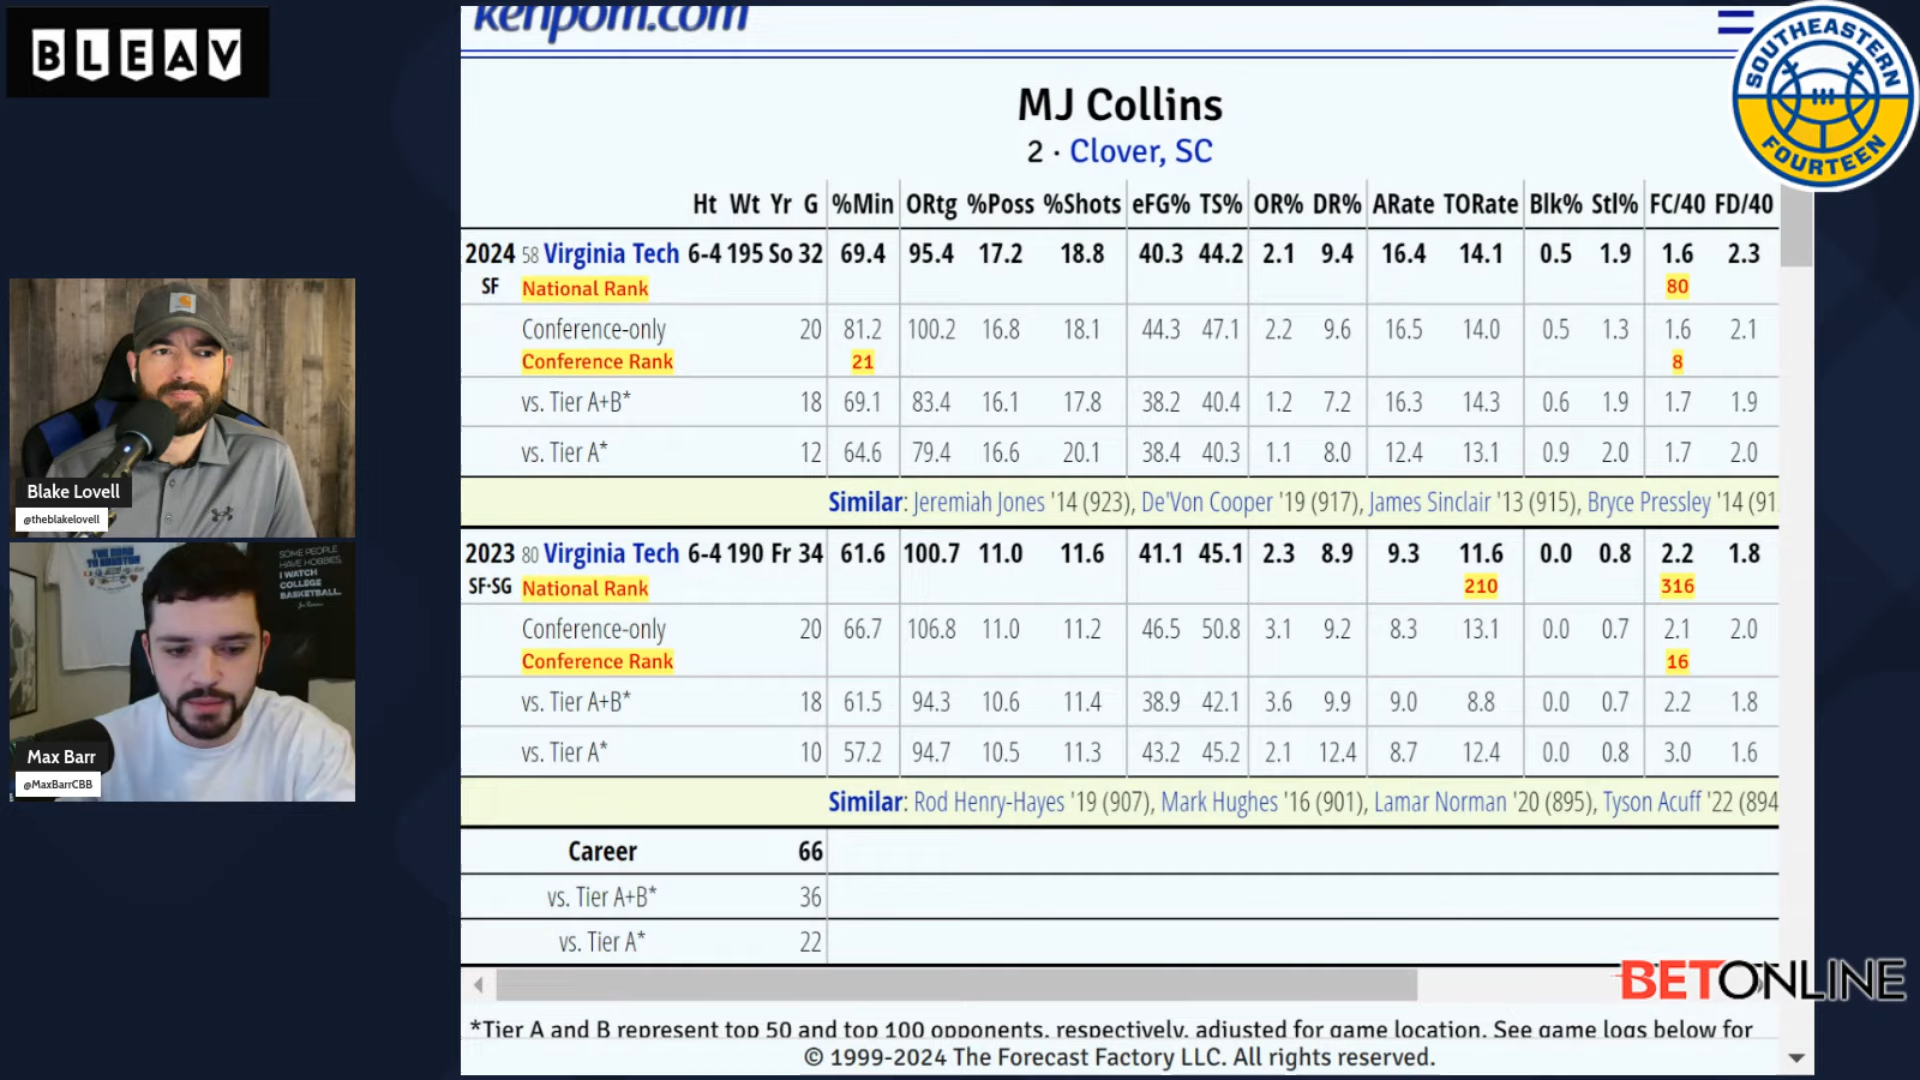 BLEAV
kenpom.com
SOUTHEASTERN
FOURTEEN
MJ Collins
2 · Clover, SC
Ht Wt Yr G %Min ORtg %Poss %Shots eFG% TS% OR% DR% ARate TORate Blk% Stl% FC/40 FD/40
2024 58 Virginia Tech 6-4 195 So 32 69.4 95.4 17.2 18.8 40.3 44.2 2.1 9.4 16.4 14.1 0.5 1.9 1.6 2.3
SF National Rank 80
Conference-only 20 81.2 100.2 16.8 18.1 44.3 47.1 2.2 9.6 16.5 14.0 0.5 1.3 1.6 2.1
Conference Rank 21 8
vs. Tier A+B* 18 69.1 83.4 16.1 17.8 38.2 40.4 1.2 7.2 16.3 14.3 0.6 1.9 1.7 1.9
vs. Tier A* 12 64.6 79.4 16.6 20.1 38.4 40.3 1.1 8.0 12.4 13.1 0.9 2.0 1.7 2.0
Similar: Jeremiah Jones '14 (923), De'Von Cooper '19 (917), James Sinclair '13 (915), Bryce Pressley '14 (91
2023 80 Virginia Tech 6-4 190 Fr 34 61.6 100.7 11.0 11.6 41.1 45.1 2.3 8.9 9.3 11.6 0.0 0.8 2.2 1.8
SF-SG National Rank 210 316
Conference-only 20 66.7 106.8 11.0 11.2 46.5 50.8 3.1 9.2 8.3 13.1 0.0 0.7 2.1 2.0
Conference Rank 16
vs. Tier A+B* 18 61.5 94.3 10.6 11.4 38.9 42.1 3.6 9.9 9.0 8.8 0.0 0.7 2.2 1.8
vs. Tier A* 10 57.2 94.7 10.5 11.3 43.2 45.2 2.1 12.4 8.7 12.4 0.0 0.8 3.0 1.6
Similar: Rod Henry-Hayes '19 (907), Mark Hughes '16 (901), Lamar Norman '20 (895), Tyson Acuff '22 (894
Career 66
vs. Tier A+B* 36
vs. Tier A* 22
*Tier A and B represent top 50 and top 100 opponents, respectively, adjusted for game location. See game logs below for
© 1999-2024 The Forecast Factory LLC. All rights reserved.
Blake Lovell
@theblakelovell
THE ROAD
TO HOUSTON
SOME PEOPLE
HAVE HOBBIES,
I WATCH
COLLEGE
BASKETBALL.
Max Barr
@MaxBarrCBB
BETONLINE